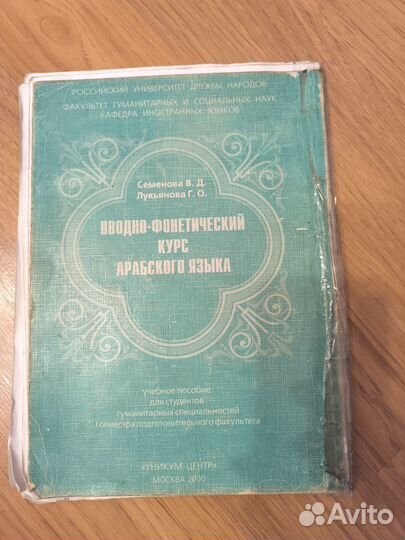 РОССИЙСКИЙ УНИВЕРСИТЕТ ДРУЖБЫ НАРОДОВ
ФАКУЛЬТЕТ ГУМАНИТАРНЫХ И СОЦИАЛЬНЫХ НАУК
КАФЕДРА ИНОСТРАННЫХ ЯЗЫКОВ
Семенова В. Д.
Лукьянова Г. О.
ВВОДНО-ФОНЕТИЧЕСКИЙ
КУРС
АРАБСКОГО ЯЗЫКА
учебное пособие
для студентов
гуманитарных специальностей
I семестра подготовительного факультета
«УНИКУМ-ЦЕНТР»
МОСКВА 2000
Avito